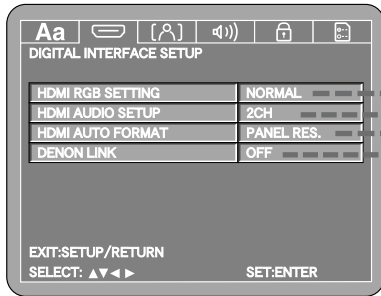 Aa
DIGITAL INTERFACE SETUP
HDMI RGB SETTING NORMAL
HDMI AUDIO SETUP 2CH
HDMI AUTO FORMAT PANEL RES.
DENON LINK OFF
EXIT:SETUP/RETURN
SELECT: ▲▼◄► SET:ENTER